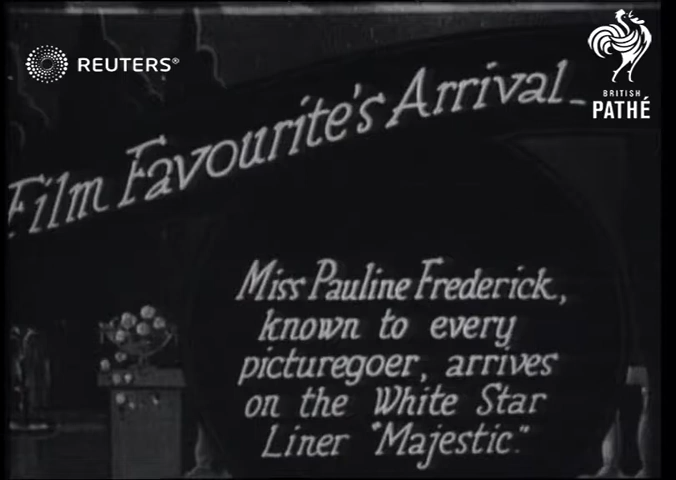 REUTERS®
BRITISH
PATHÉ
Film Favourite's Arrival_
Miss Pauline Frederick,
known to every
picturegoer, arrives
on the White Star
Liner "Majestic."